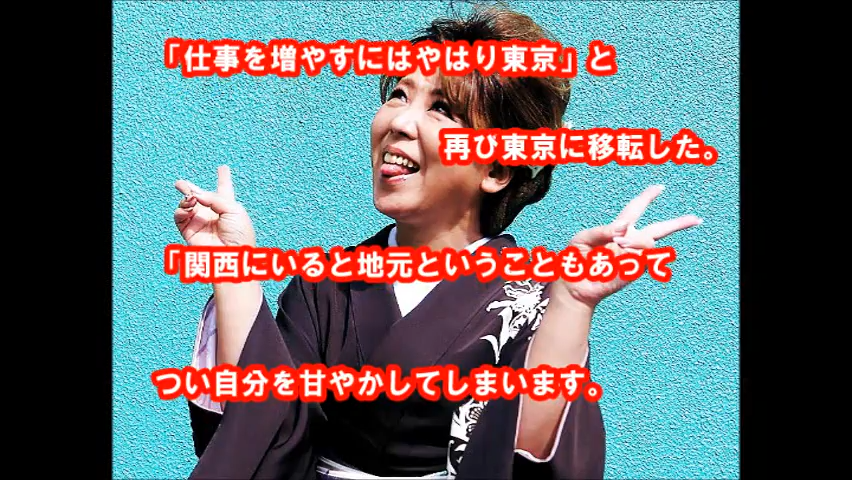 「仕事を増やすにはやはり東京」と
再び東京に移転した。
「関西にいると地元ということもあって
つい自分を甘やかしてしまいます。